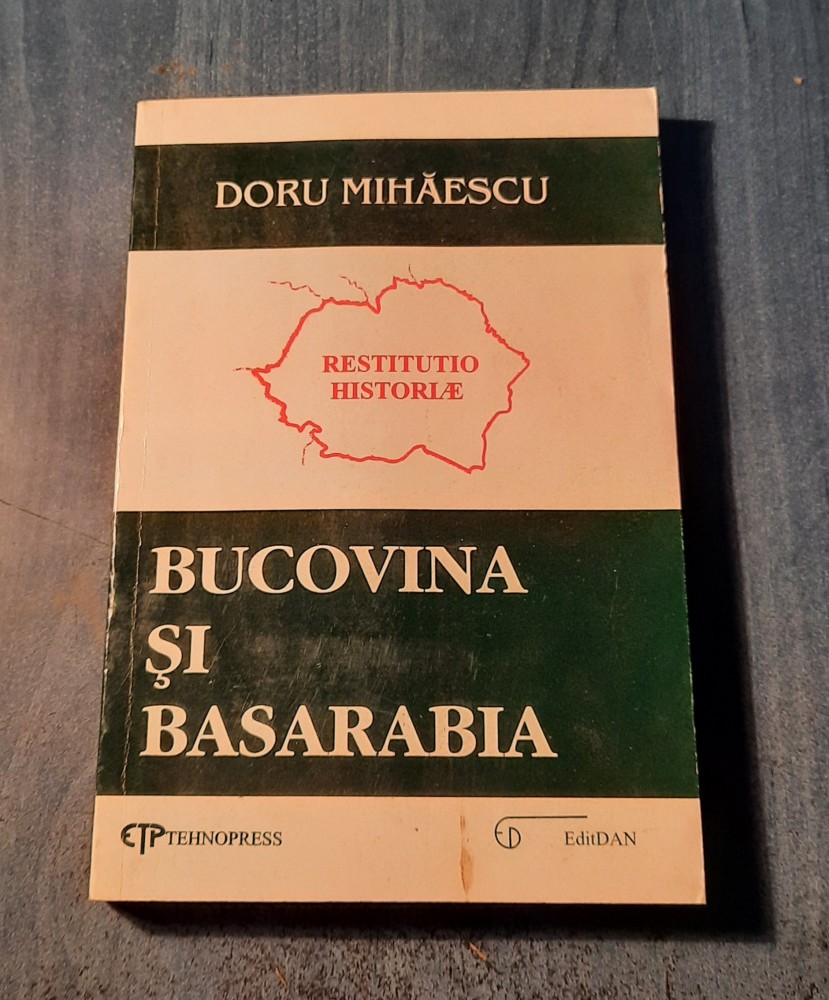 DORU MIHĂESCU
RESTITUTIO
HISTORIÆ
BUCOVINA
ŞI
BASARABIA
ETP TEHNOPRESS
ED EditDAN